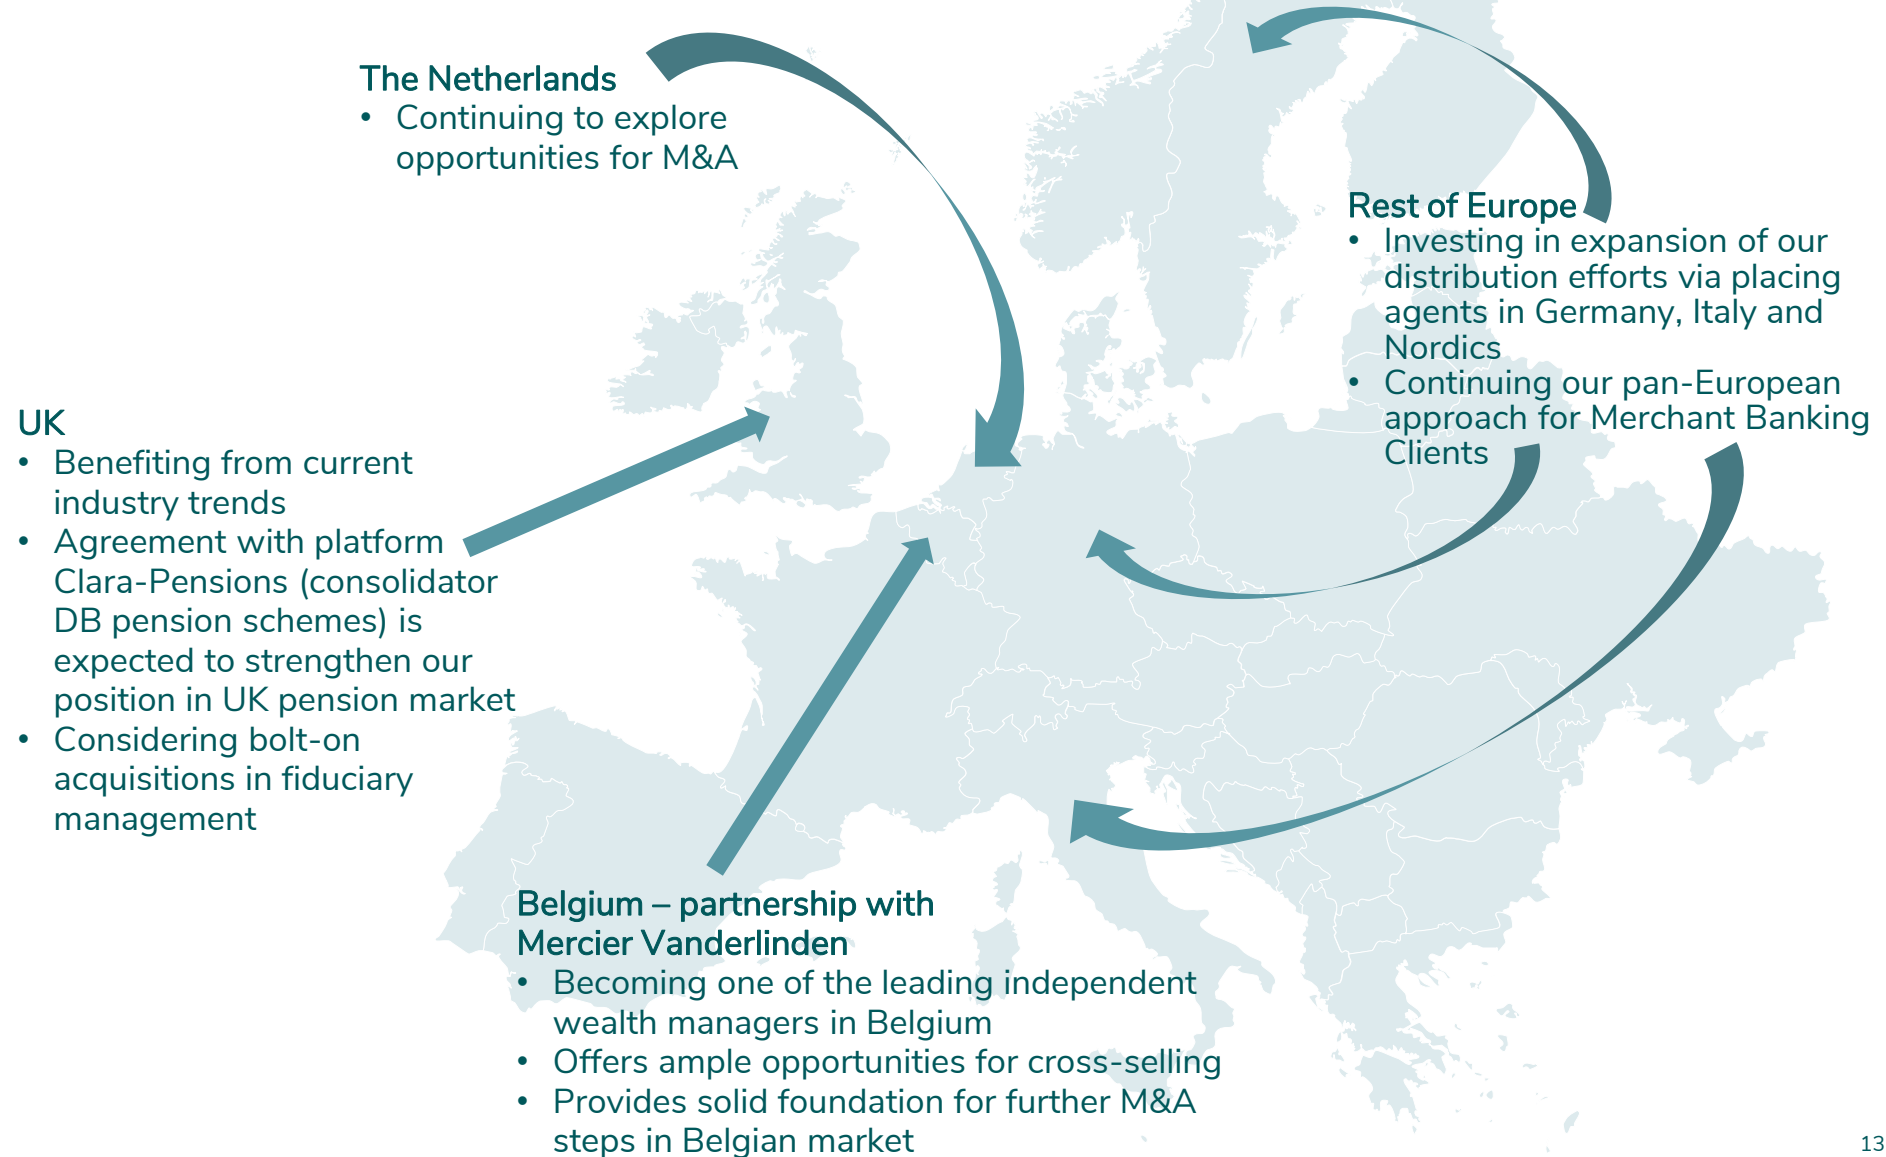 The Netherlands
• Continuing to explore
opportunities for M&A
Rest of Europe
• Investing in expansion of our
distribution efforts via placing
agents in Germany, Italy and
Nordics
• Continuing our pan-European
approach for Merchant Banking
Clients
UK
• Benefiting from current
industry trends
• Agreement with platform
Clara-Pensions (consolidator
DB pension schemes) is
expected to strengthen our
position in UK pension market
• Considering bolt-on
acquisitions in fiduciary
management
Belgium – partnership with
Mercier Vanderlinden
• Becoming one of the leading independent
wealth managers in Belgium
• Offers ample opportunities for cross-selling
• Provides solid foundation for further M&A
steps in Belgian market
13